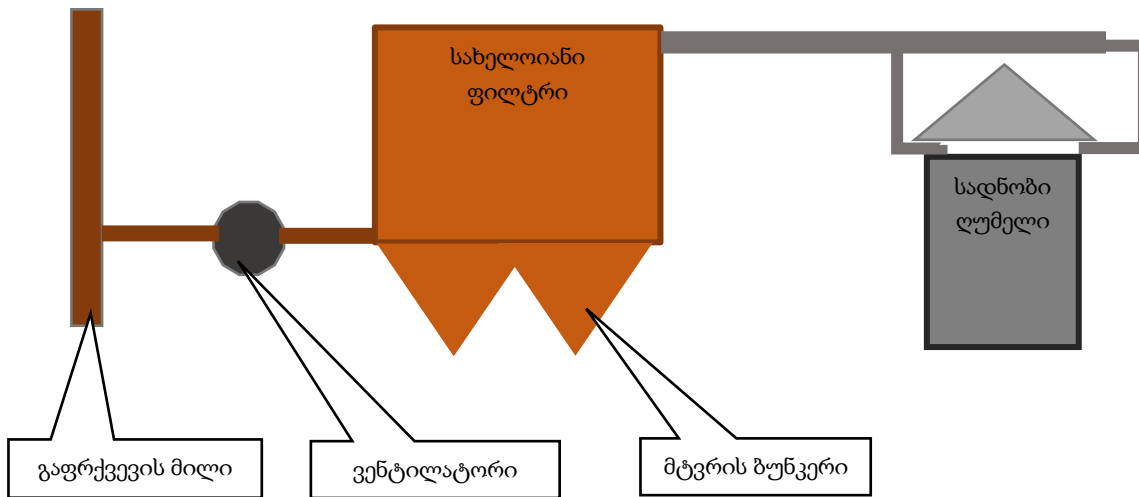 სახელოიანი
ფილტრი
სადნობი
ღუმელი
გაფრქვევის მილი
ვენტილატორი
მტვრის ბუნკერი